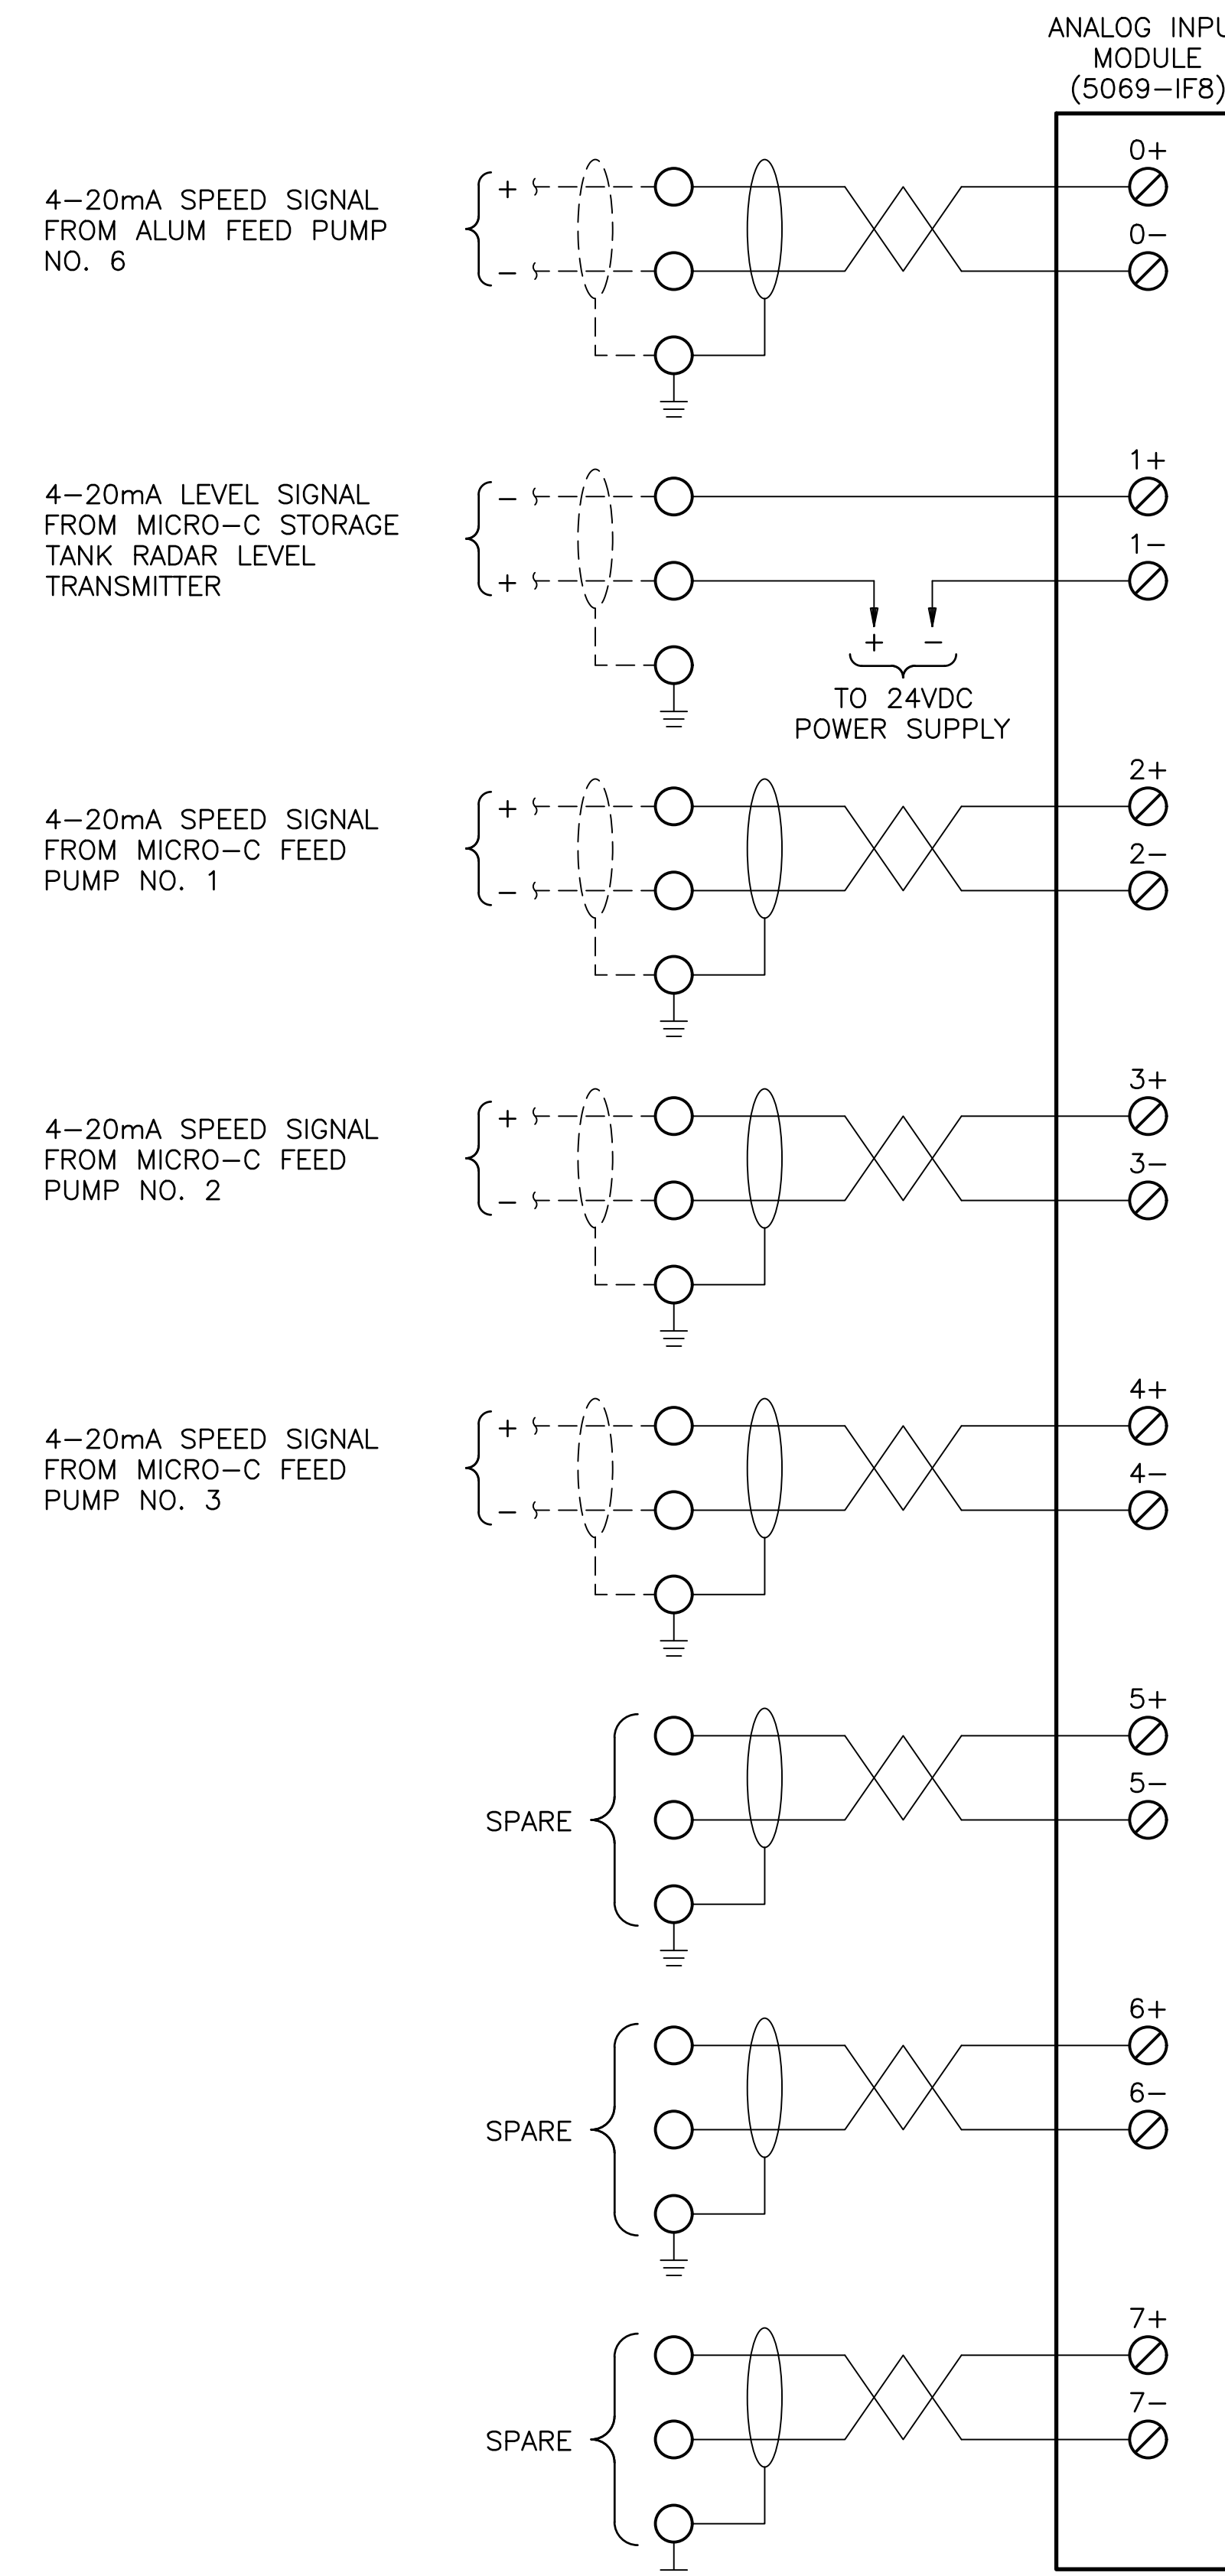 ANALOG INPU
MODULE
(5069-IF8)
0+
4-20mA SPEED SIGNAL
FROM ALUM FEED PUMP
NO. 6
+
-
0-
1+
4-20mA LEVEL SIGNAL
FROM MICRO-C STORAGE
TANK RADAR LEVEL
TRANSMITTER
-
+
1-
+ -
TO 24VDC
POWER SUPPLY
2+
4-20mA SPEED SIGNAL
FROM MICRO-C FEED
PUMP NO. 1
+
-
2-
3+
4-20mA SPEED SIGNAL
FROM MICRO-C FEED
PUMP NO. 2
+
-
3-
4+
4-20mA SPEED SIGNAL
FROM MICRO-C FEED
PUMP NO. 3
+
-
4-
5+
5-
SPARE
6+
6-
SPARE
7+
7-
SPARE